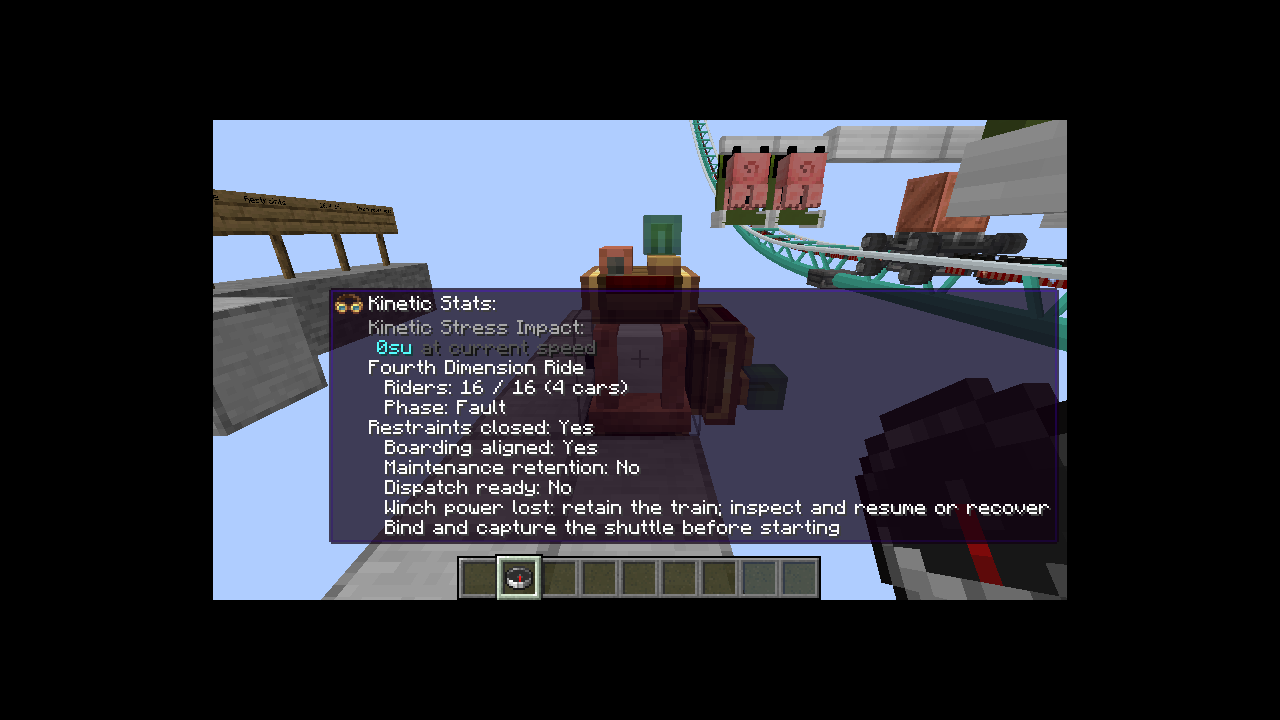 Restraints
Kinetic Stats:
Kinetic Stress Impact:
0su at current speed
Fourth Dimension Ride
Riders: 16 / 16 (4 cars)
Phase: Fault
Restraints closed: Yes
Boarding aligned: Yes
Maintenance retention: No
Dispatch ready: No
Winch power lost: retain the train; inspect and resume or recover
Bind and capture the shuttle before starting